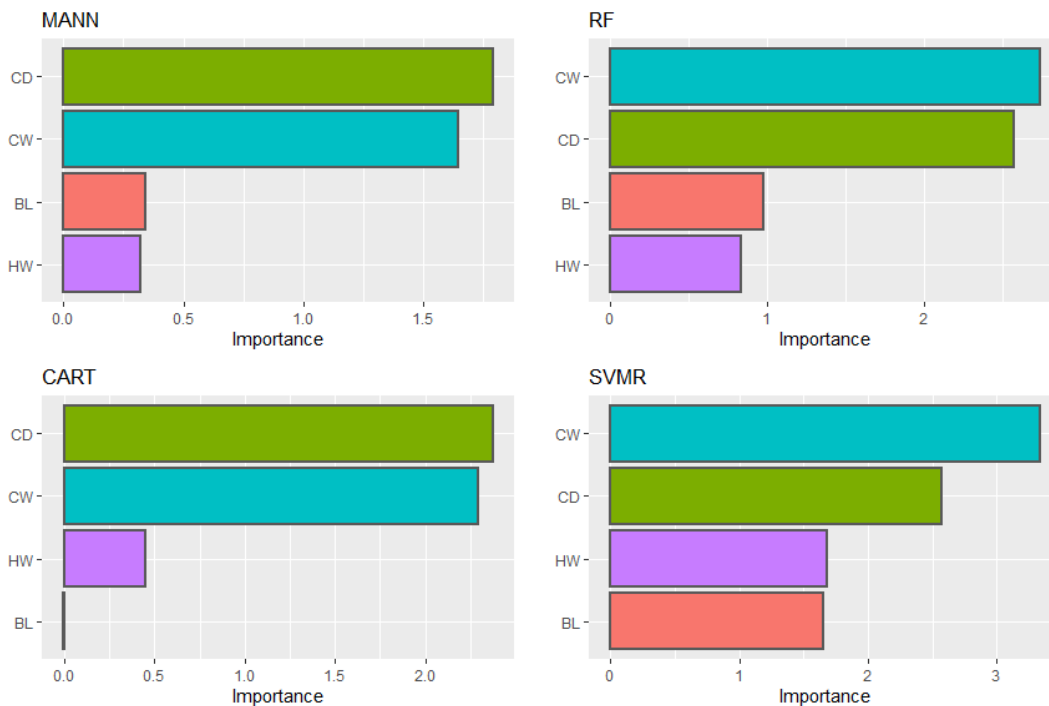 MANN
CD
CW
BL
HW
0.0 0.5 1.0 1.5
Importance
RF
CW
CD
BL
HW
0 1 2
Importance
CART
CD
CW
HW
BL
0.0 0.5 1.0 2.0
Importance
SVMR
CW
CD
HW
BL
0 1 2 3
Importance